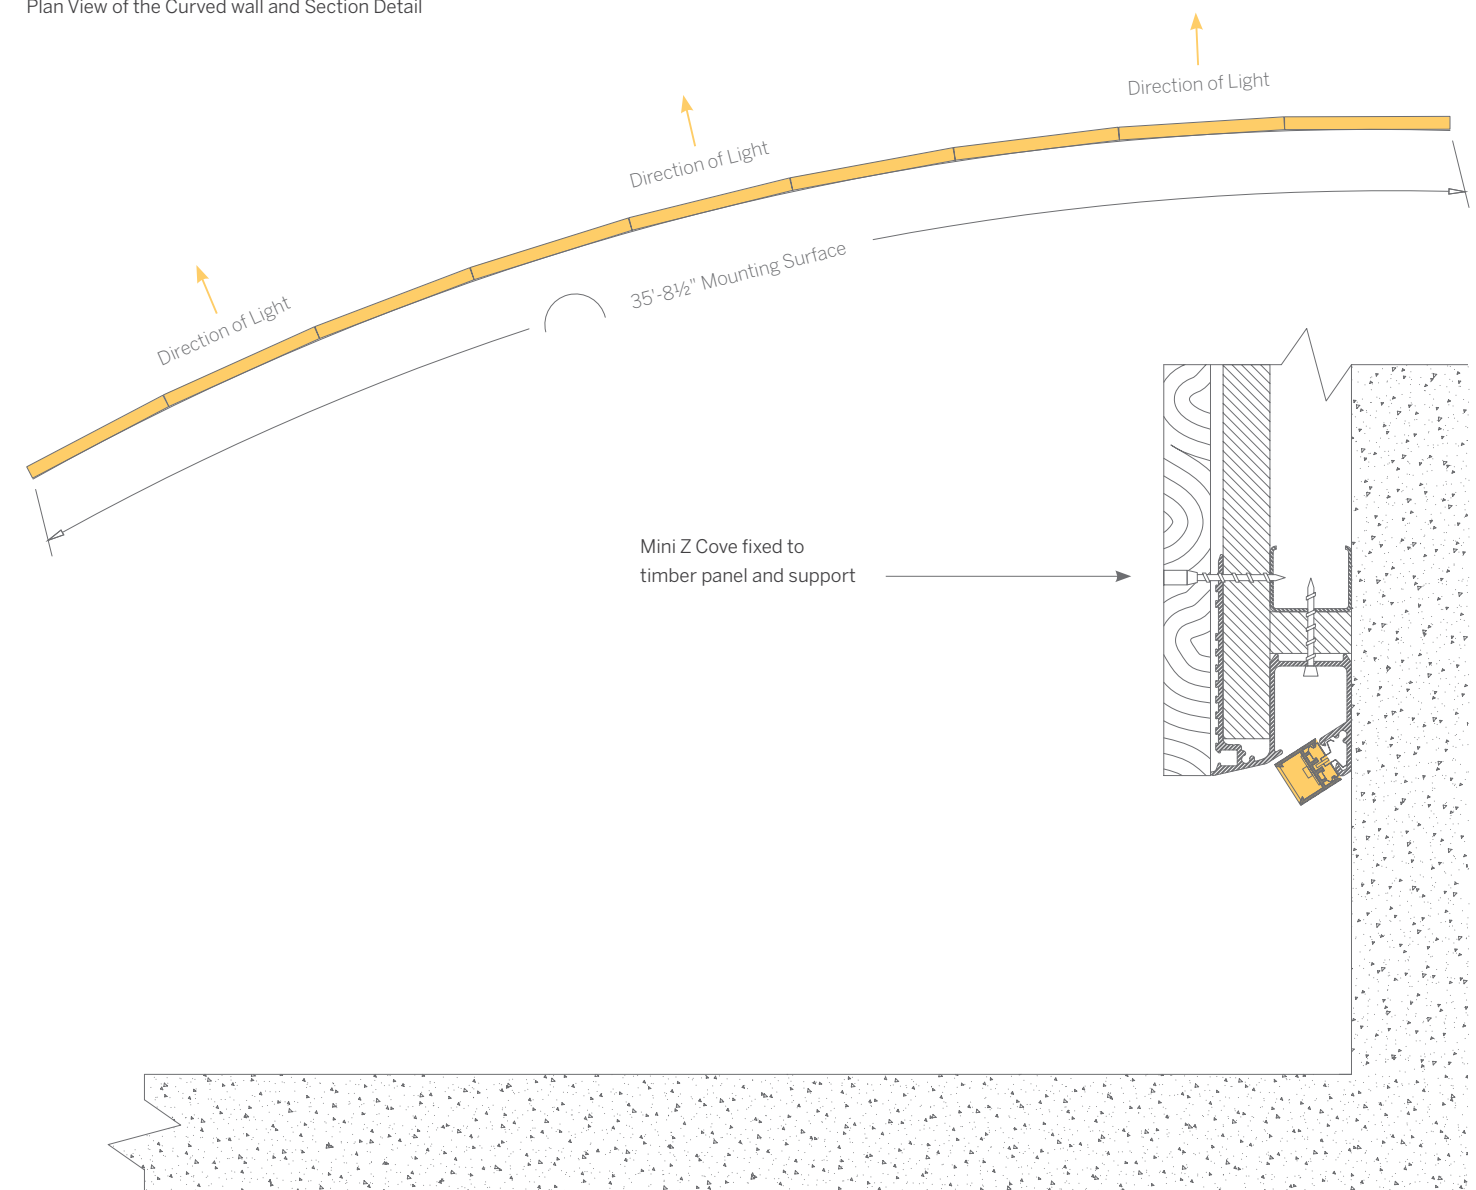 Plan View of the Curved wall and Section Detail
Direction of Light
Direction of Light
Direction of Light
35'-8½" Mounting Surface
Mini Z Cove fixed to
timber panel and support